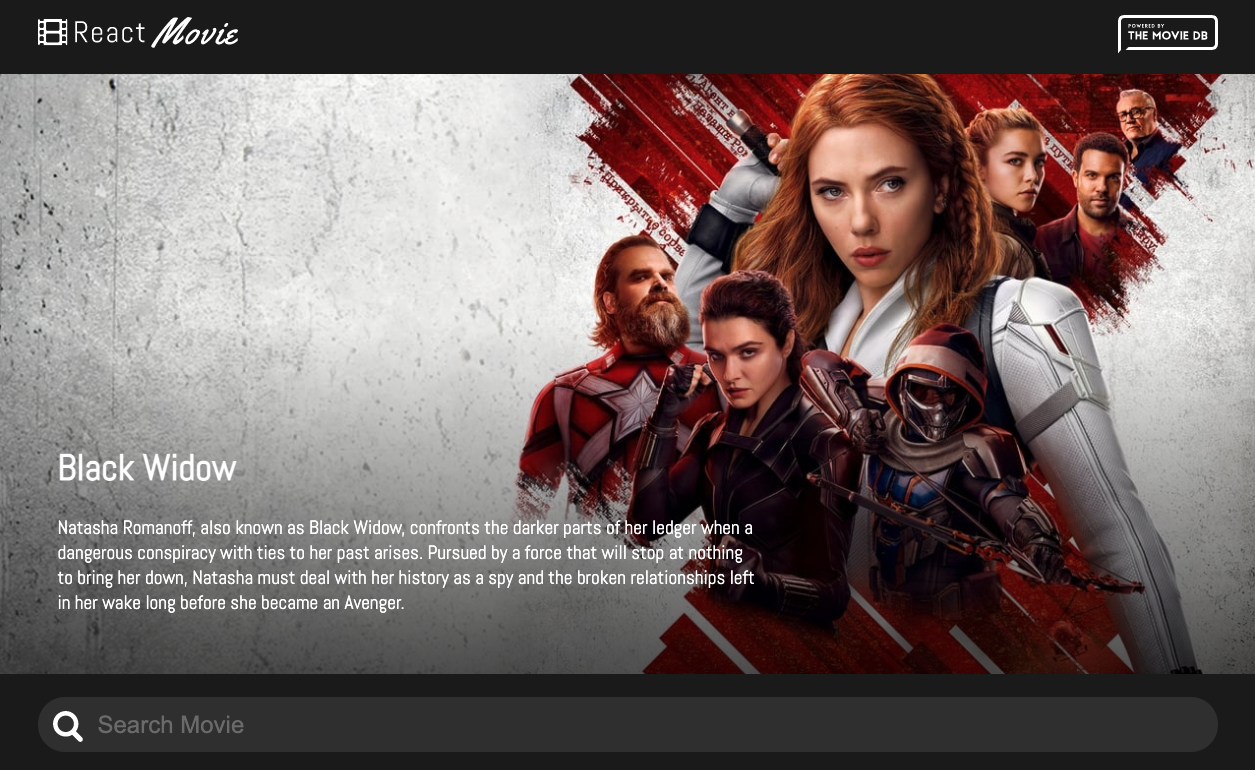 React Movie
POWERED BY
THE MOVIE DB
Агент в
Прикрытие
Black Widow
Natasha Romanoff, also known as Black Widow, confronts the darker parts of her ledger when a
dangerous conspiracy with ties to her past arises. Pursued by a force that will stop at nothing
to bring her down, Natasha must deal with her history as a spy and the broken relationships left
in her wake long before she became an Avenger.
Search Movie